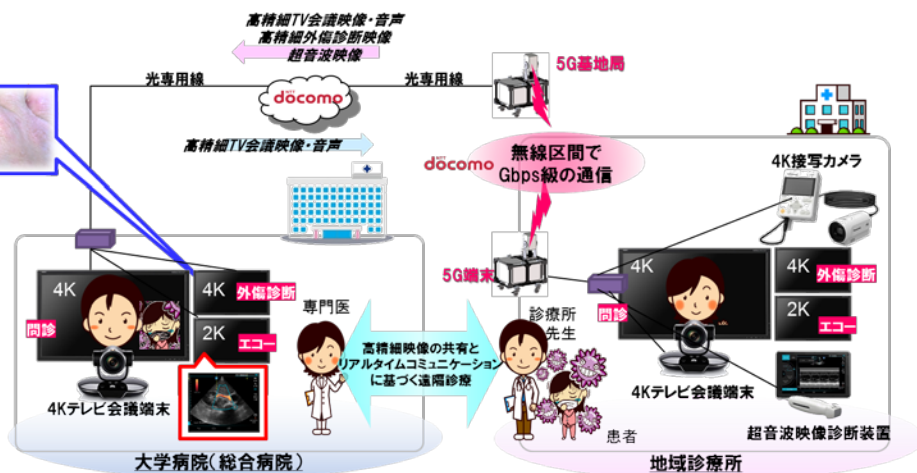 高精細TV会議映像・音声
高精細外傷診断映像
超音波映像
光専用線
光専用線
5G基地局
NTT
docomo
高精細TV会議映像・音声
NTT
docomo
無線区間で
Gbps級の通信
4K接写カメラ
5G端末
4K
4K
外傷診断
問診
2K
エコー
4Kテレビ会議端末
専門医
高精細映像の共有と
リアルタイムコミュニケーション
に基づく遠隔診療
診療所
先生
患者
問診
4K
4K
外傷診断
2K
エコー
4Kテレビ会議端末
超音波映像診断装置
大学病院(総合病院)
地域診療所